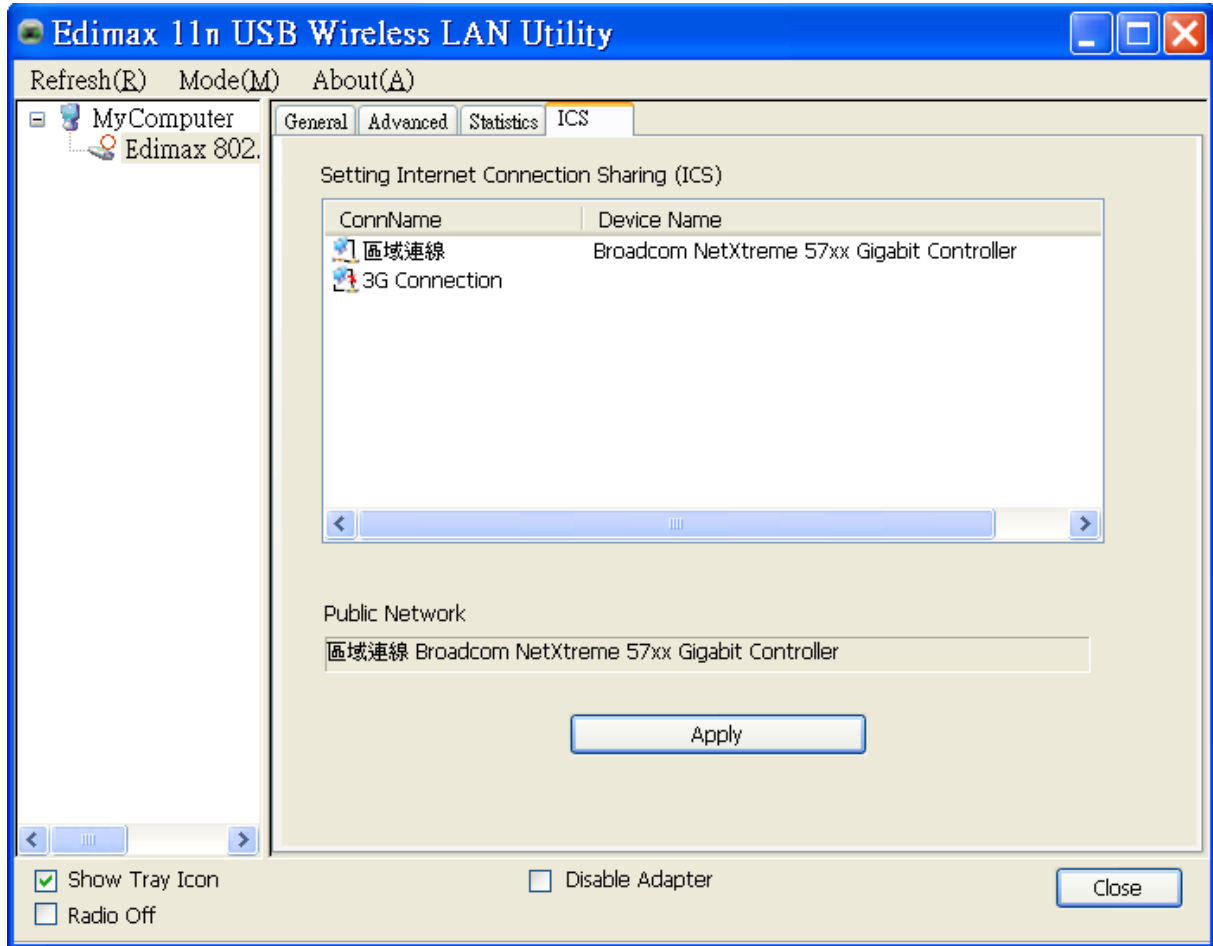 Edimax 11n USB Wireless LAN Utility
Refresh(R) Mode(M) About(A)
MyComputer
Edimax 802.
General Advanced Statistics ICS
Setting Internet Connection Sharing (ICS)
ConnName Device Name
區域連線 Broadcom NetXtreme 57xx Gigabit Controller
3G Connection
Public Network
區域連線 Broadcom NetXtreme 57xx Gigabit Controller
Apply
Show Tray Icon Disable Adapter
Radio Off
Close